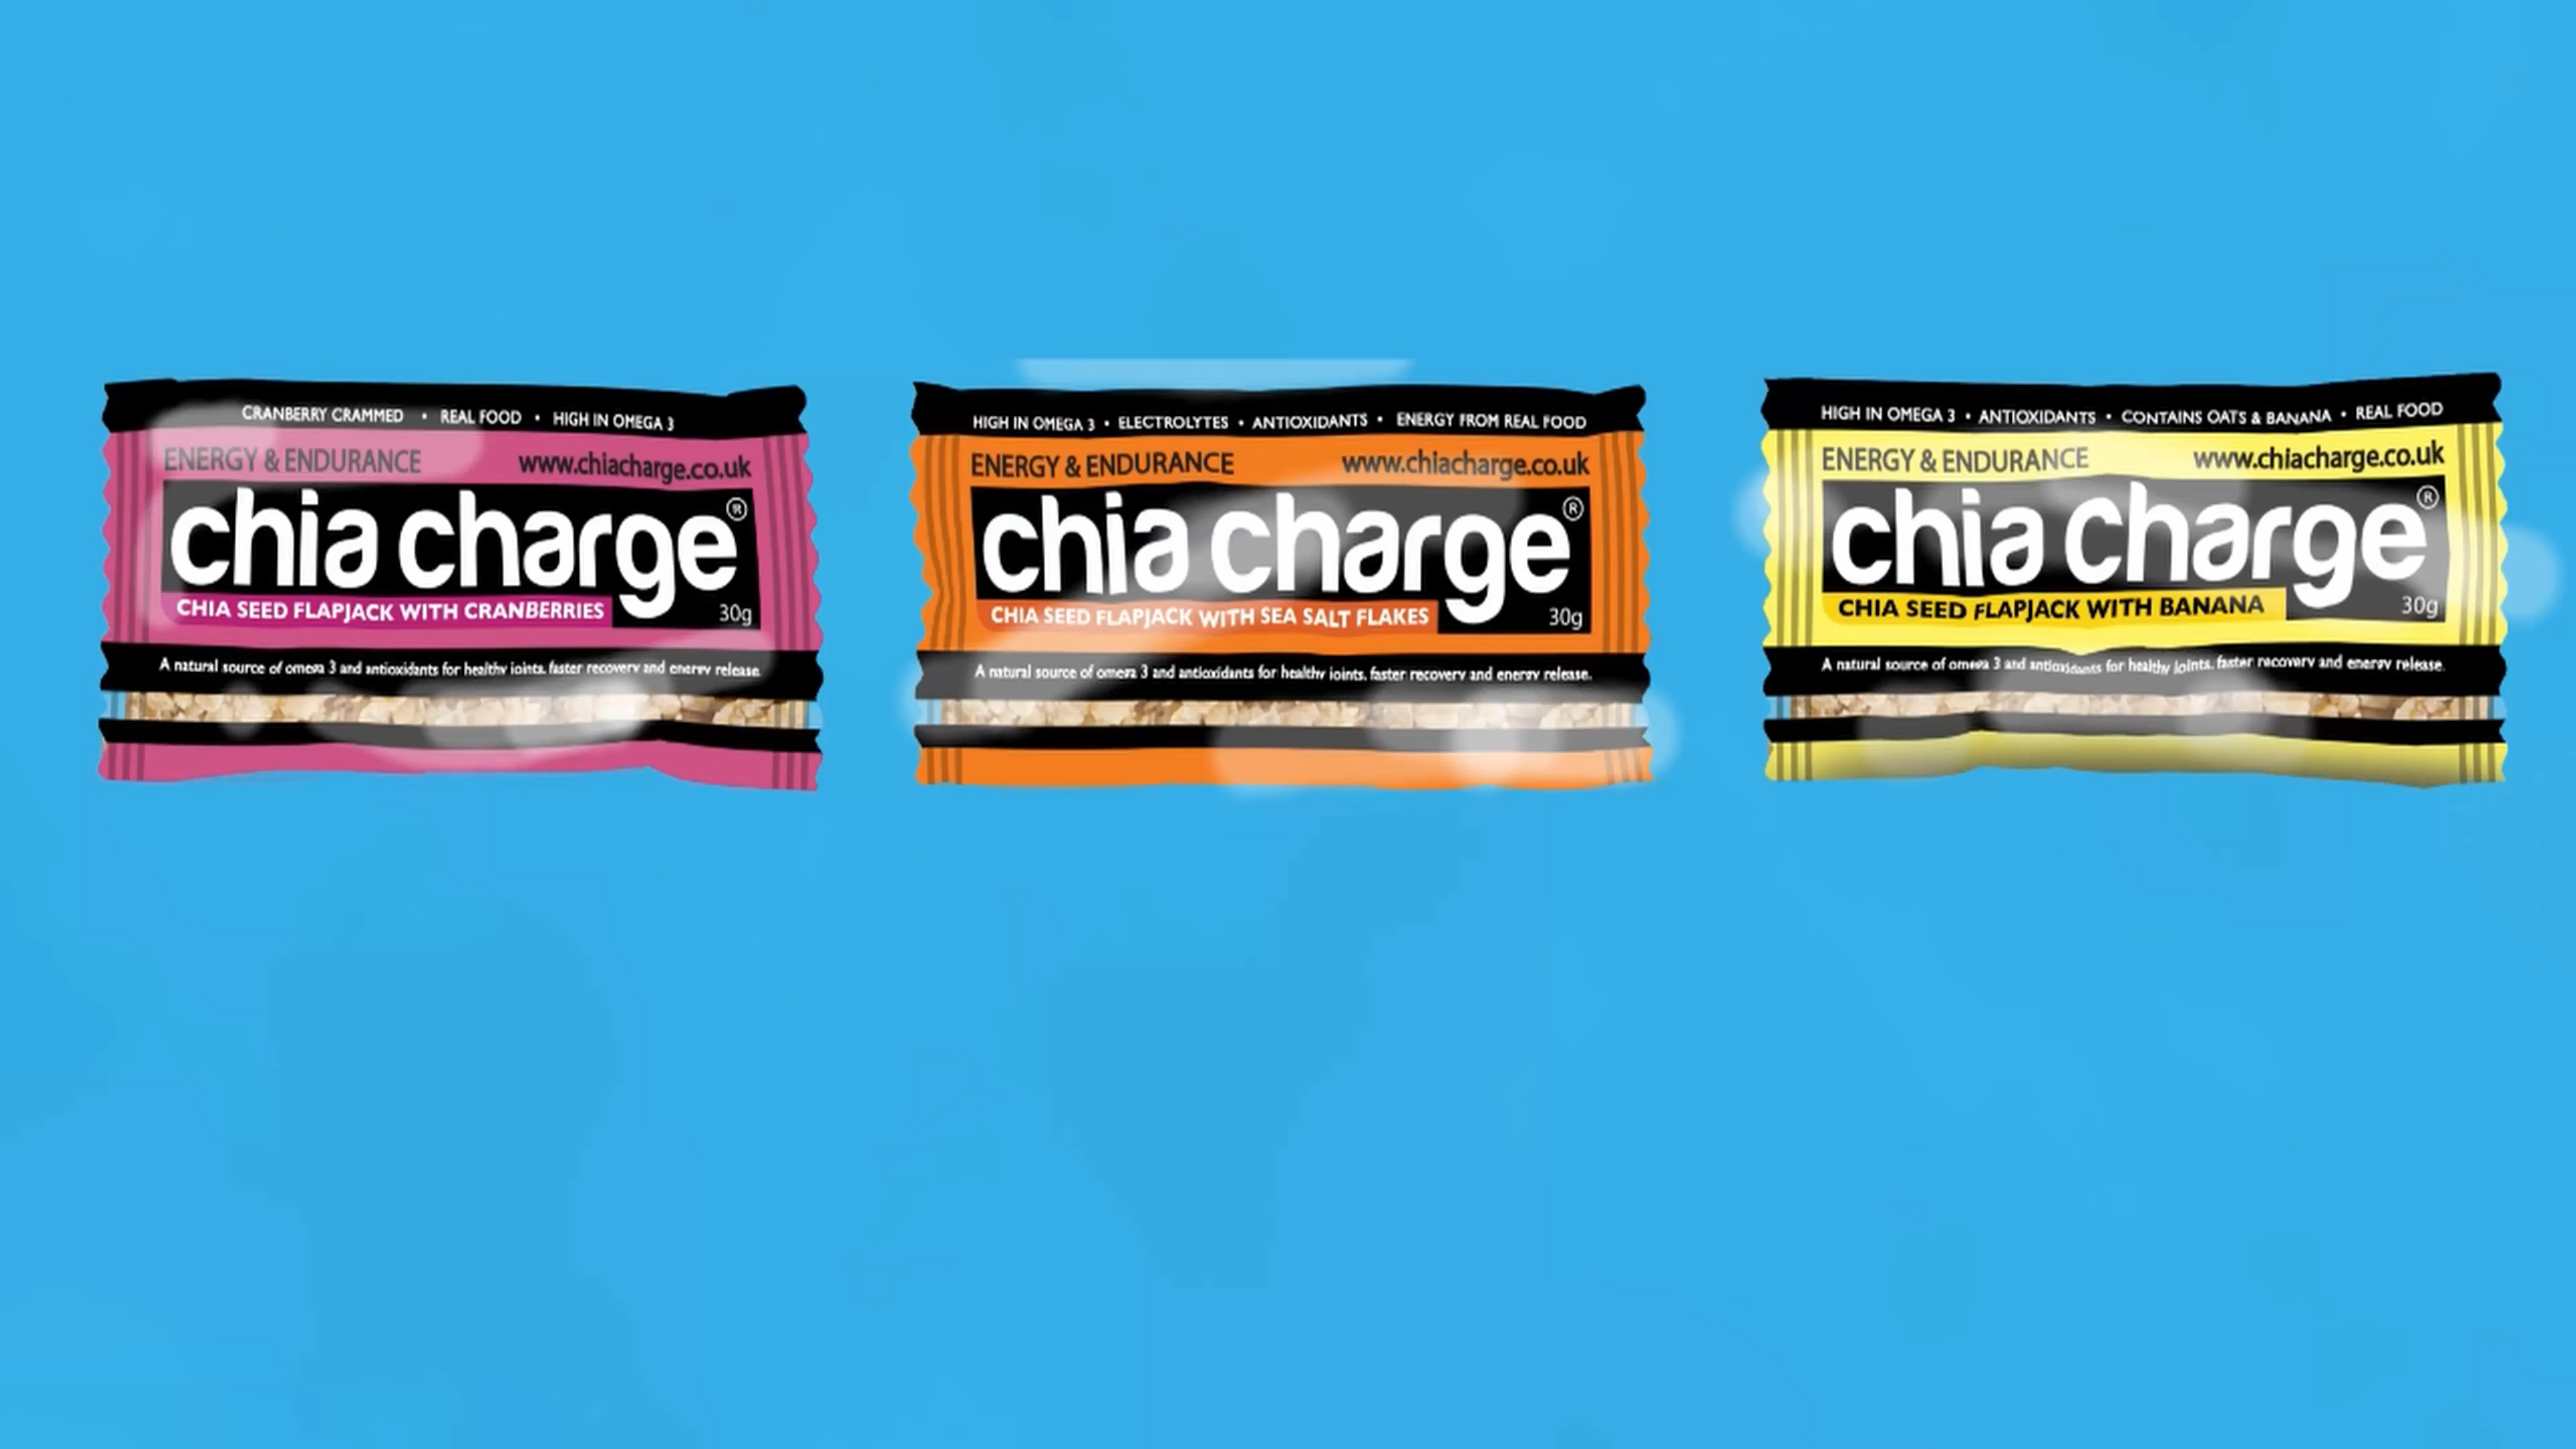 CRANBERRY CRAMMED • REAL FOOD • HIGH IN OMEGA 3
ENERGY & ENDURANCE www.chiacharge.co.uk
chia charge®
CHIA SEED FLAPJACK WITH CRANBERRIES 30g
A natural source of omega 3 and antioxidants for healthy joints, faster recovery and energy release.
HIGH IN OMEGA 3 • ELECTROLYTES • ANTIOXIDANTS • ENERGY FROM REAL FOOD
ENERGY & ENDURANCE www.chiacharge.co.uk
chia charge®
CHIA SEED FLAPJACK WITH SEA SALT FLAKES 30g
A natural source of omega 3 and antioxidants for healthy joints, faster recovery and energy release.
HIGH IN OMEGA 3 • ANTIOXIDANTS • CONTAINS OATS & BANANA • REAL FOOD
ENERGY & ENDURANCE www.chiacharge.co.uk
chia charge®
CHIA SEED FLAPJACK WITH BANANA 30g
A natural source of omega 3 and antioxidants for healthy joints, faster recovery and energy release.